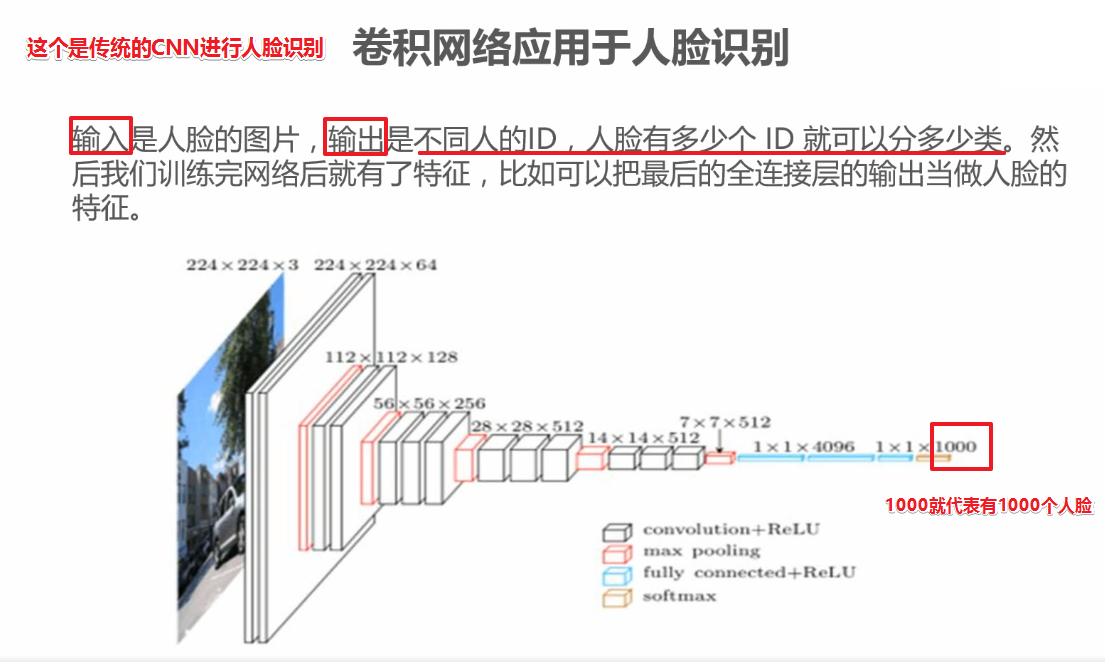 这个是传统的CNN进行人脸识别
卷积网络应用于人脸识别
输入是人脸的图片，输出是不同人的ID，人脸有多少个 ID 就可以分多少类。然
后我们训练完网络后就有了特征，比如可以把最后的全连接层的输出当做人脸的
特征。
224×224×3 224×224×64
112×112×128
56×56×256
28×28×512
7×7×512
14×14×512
1×1×4096 1×1×1000
1000就代表有1000个人脸
convolution+ReLU
max pooling
fully connected+ReLU
softmax